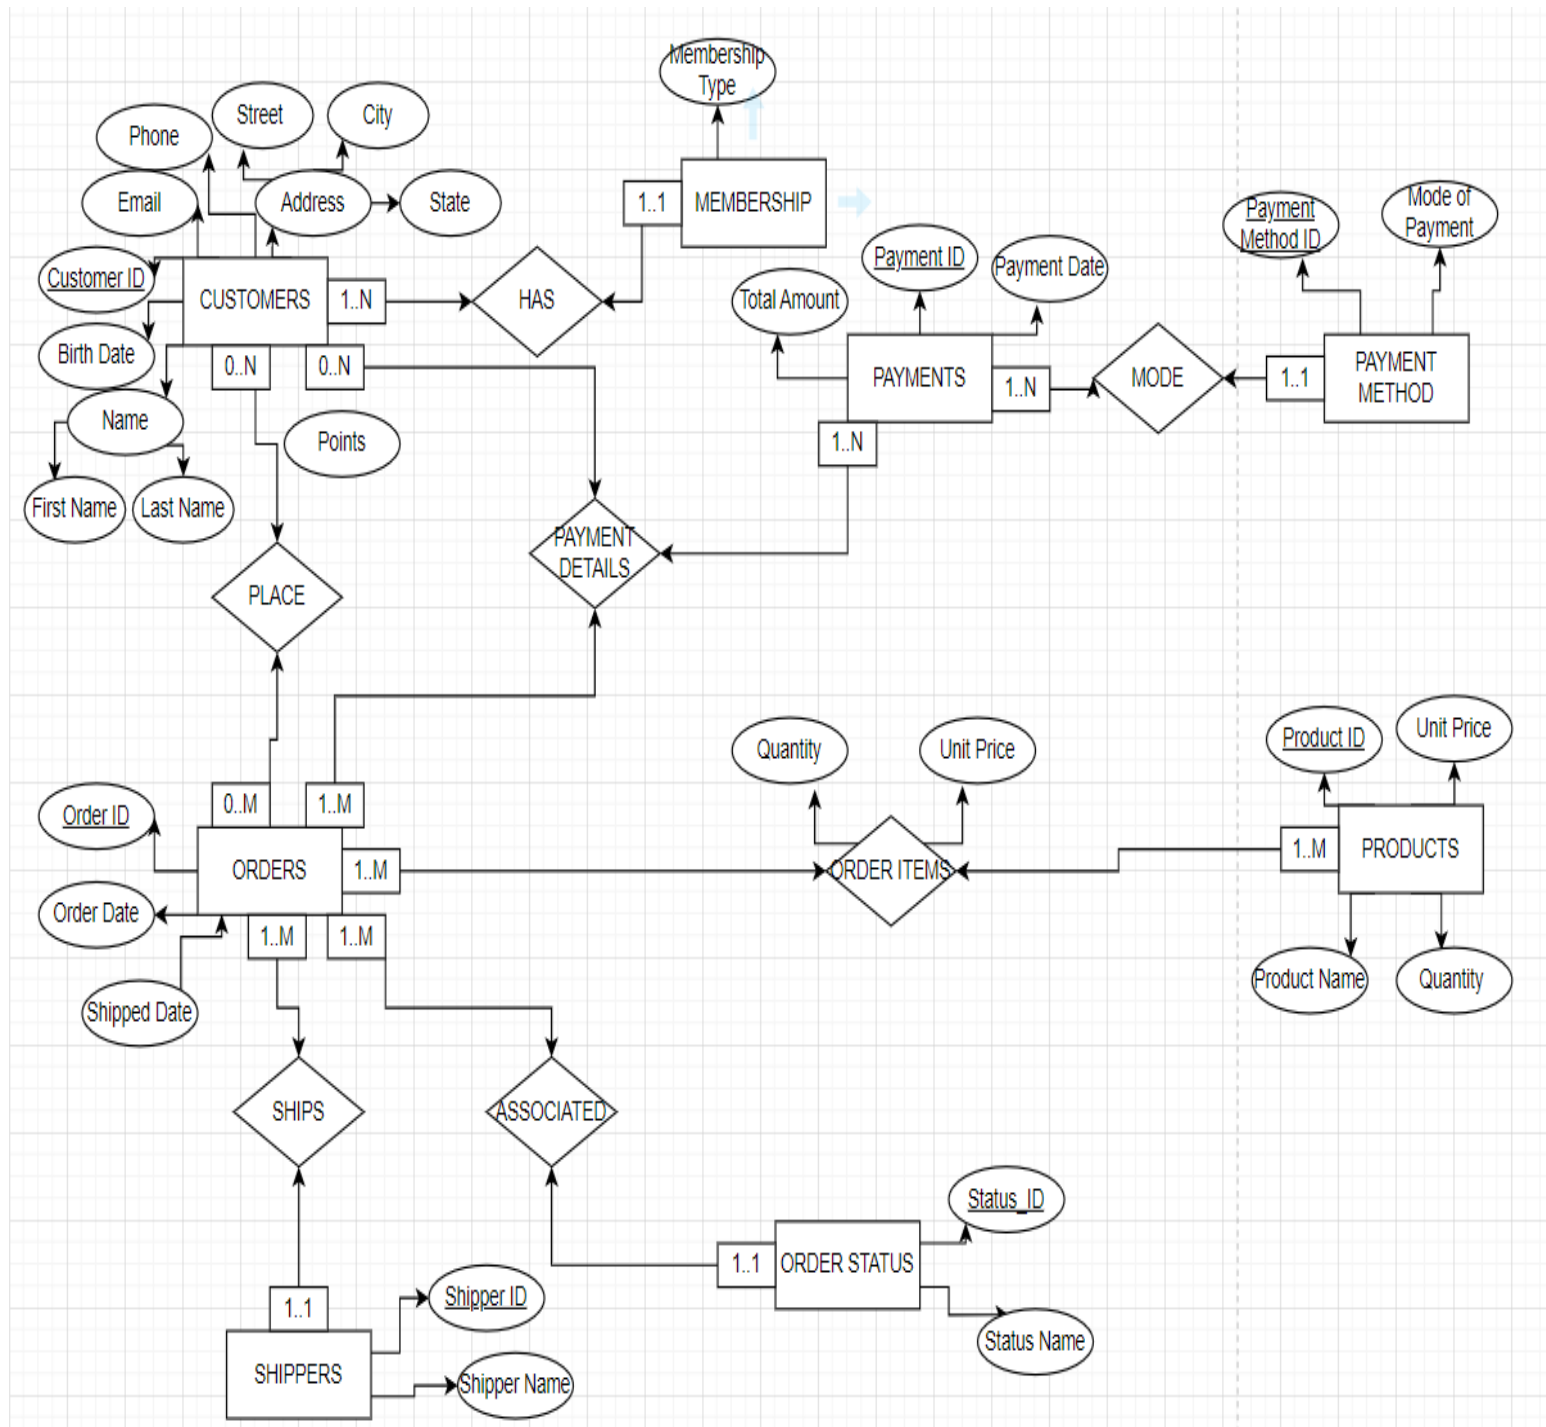 Membership
Type
Street
City
Phone
Email
Address
State
1..1
MEMBERSHIP
Payment
Method ID
Mode of
Payment
Customer ID
CUSTOMERS
1..N
HAS
Payment ID
Payment Date
Total Amount
Birth Date
0..N
0..N
PAYMENTS
1..N
MODE
1..1
PAYMENT
METHOD
Name
Points
1..N
First Name
Last Name
PAYMENT
DETAILS
PLACE
Quantity
Unit Price
Product ID
Unit Price
Order ID
0..M
1..M
ORDERS
1..M
ORDER ITEMS
1..M
PRODUCTS
Order Date
1..M
1..M
Shipped Date
Product Name
Quantity
SHIPS
ASSOCIATED
Status_ID
1..1
ORDER STATUS
Status Name
1..1
Shipper ID
SHIPPERS
Shipper Name